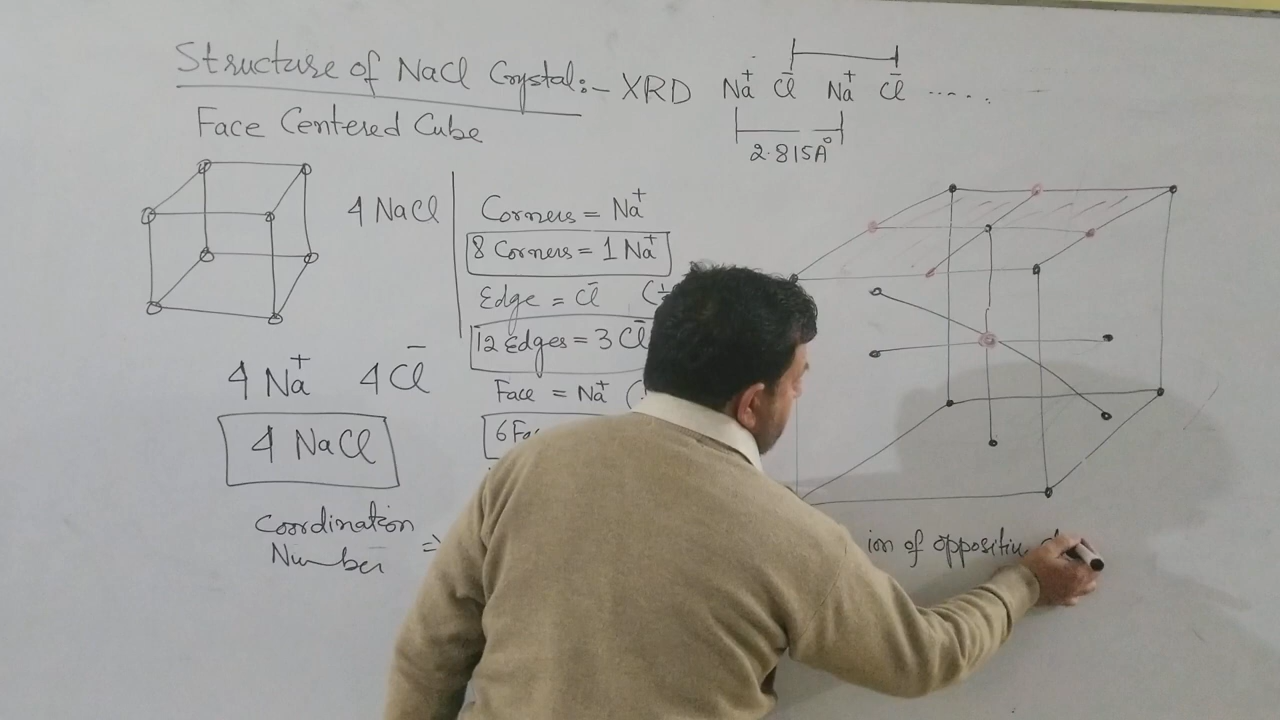 Structure of NaCl Crystal:- XRD Na⁺ Cl⁻ Na⁺ Cl⁻ .....
2.815A°
Face Centered Cube
4 NaCl
4 Na⁺ 4 Cl⁻
4 NaCl
Coordination
Number ⇒
Corners = Na⁺
8 Corners = 1 Na⁺
Edge = Cl⁻
12 Edges = 3 Cl⁻
Face = Na⁺ (
ion of